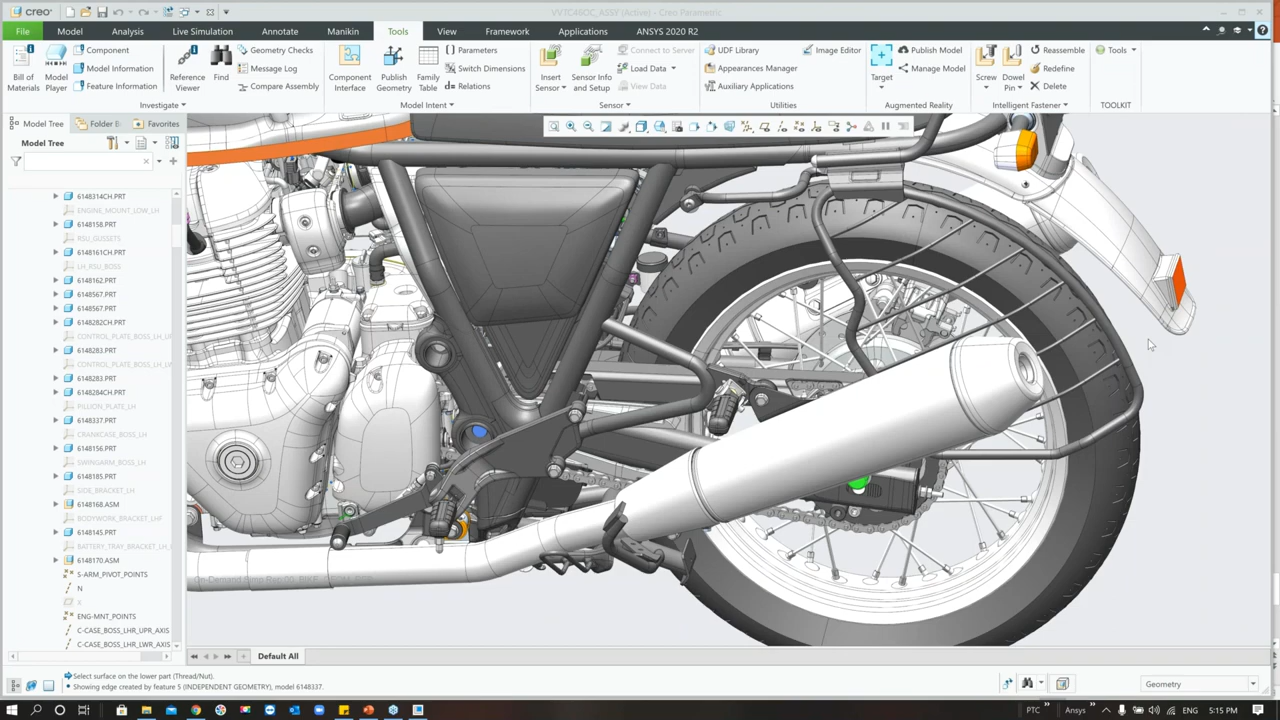 creo
VVTC46OC_ASSY (Active) - Creo Parametric
File Model Analysis Live Simulation Annotate Manikin Tools View Framework Applications ANSYS 2020 R2
Bill of Materials
Model Player
Component
Model Information
Feature Information
Reference Viewer
Find
Geometry Checks
Message Log
Compare Assembly
Investigate
Component Interface
Publish Geometry
Family Table
Parameters
Switch Dimensions
Relations
Model Intent
Insert Sensor
Sensor Info and Setup
Connect to Server
Load Data
View Data
Sensor
UDF Library
Appearances Manager
Auxiliary Applications
Image Editor
Utilities
Target
Publish Model
Manage Model
Augmented Reality
Screw
Dowel Pin
Reassemble
Redefine
Delete
Intelligent Fastener
Tools
TOOLKIT
Model Tree
Folder B
Favorites
Model Tree
6148314CH.PRT
ENGINE_MOUNT_LOW_LH
6148158.PRT
RSU_GUSSETS
6148161CH.PRT
LH_RSU_BOSS
6148162.PRT
6148567.PRT
6148567.PRT
6148282CH.PRT
CONTROL_PLATE_BOSS_LH_U
6148283.PRT
CONTROL_PLATE_BOSS_LH_U
6148283.PRT
6148284CH.PRT
PILLION_PLATE_LH
6148337.PRT
CRANKCASE_BOSS_LH
6148156.PRT
SWINGARM_BOSS_LH
6148185.PRT
SIDE_BRACKET_LH
6148168.ASM
BODYWORK_BRACKET_LHF
6148145.PRT
BATTERY_TRAY_BRACKET_LH
6148170.ASM
S-ARM_PIVOT_POINTS
N
X
ENG-MNT_POINTS
C-CASE_BOSS_LHR_UPR_AXIS
C-CASE_BOSS_LHR_LWR_AXIS
Default All
Select surface on the lower part (Thread/Nut).
Showing edge created by feature 5 (INDEPENDENT GEOMETRY), model 6148337.
Geometry
PTC
Ansys
ENG
5:15 PM